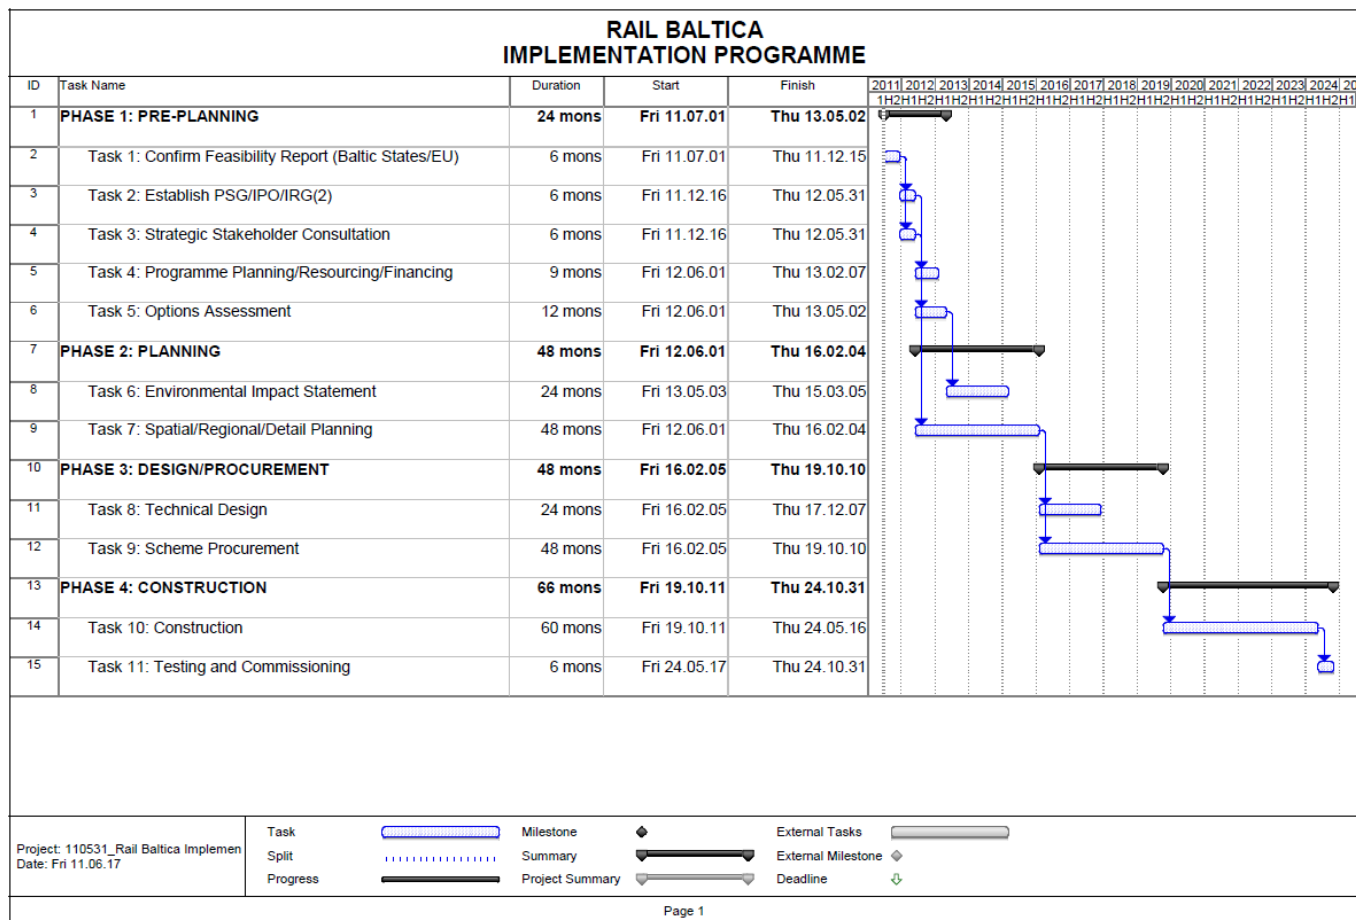 RAIL BALTICA
IMPLEMENTATION PROGRAMME
ID Task Name Duration Start Finish 2011 2012 2013 2014 2015 2016 2017 2018 2019 2020 2021 2022 2023 2024 20
1H2H1H2H1H2H1H2H1H2H1H2H1H2H1H2H1H2H1H2H1H2H1H2H1H2H1H2H1
1 PHASE 1: PRE-PLANNING 24 mons Fri 11.07.01 Thu 13.05.02
2 Task 1: Confirm Feasibility Report (Baltic States/EU) 6 mons Fri 11.07.01 Thu 11.12.15
3 Task 2: Establish PSG/IPO/IRG(2) 6 mons Fri 11.12.16 Thu 12.05.31
4 Task 3: Strategic Stakeholder Consultation 6 mons Fri 11.12.16 Thu 12.05.31
5 Task 4: Programme Planning/Resourcing/Financing 9 mons Fri 12.06.01 Thu 13.02.07
6 Task 5: Options Assessment 12 mons Fri 12.06.01 Thu 13.05.02
7 PHASE 2: PLANNING 48 mons Fri 12.06.01 Thu 16.02.04
8 Task 6: Environmental Impact Statement 24 mons Fri 13.05.03 Thu 15.03.05
9 Task 7: Spatial/Regional/Detail Planning 48 mons Fri 12.06.01 Thu 16.02.04
10 PHASE 3: DESIGN/PROCUREMENT 48 mons Fri 16.02.05 Thu 19.10.10
11 Task 8: Technical Design 24 mons Fri 16.02.05 Thu 17.12.07
12 Task 9: Scheme Procurement 48 mons Fri 16.02.05 Thu 19.10.10
13 PHASE 4: CONSTRUCTION 66 mons Fri 19.10.11 Thu 24.10.31
14 Task 10: Construction 60 mons Fri 19.10.11 Thu 24.05.16
15 Task 11: Testing and Commissioning 6 mons Fri 24.05.17 Thu 24.10.31
Project: 110531_Rail Baltica Implemen
Date: Fri 11.06.17
Task Milestone External Tasks
Split Summary External Milestone
Progress Project Summary Deadline
Page 1